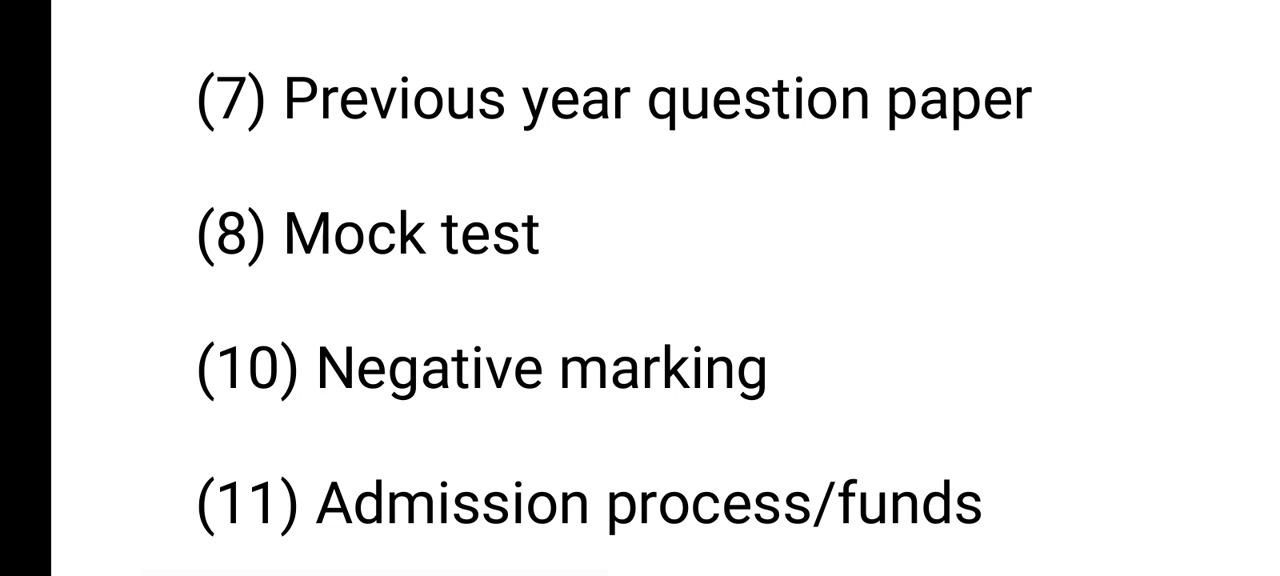 (7) Previous year question paper
(8) Mock test
(10) Negative marking
(11) Admission process/funds